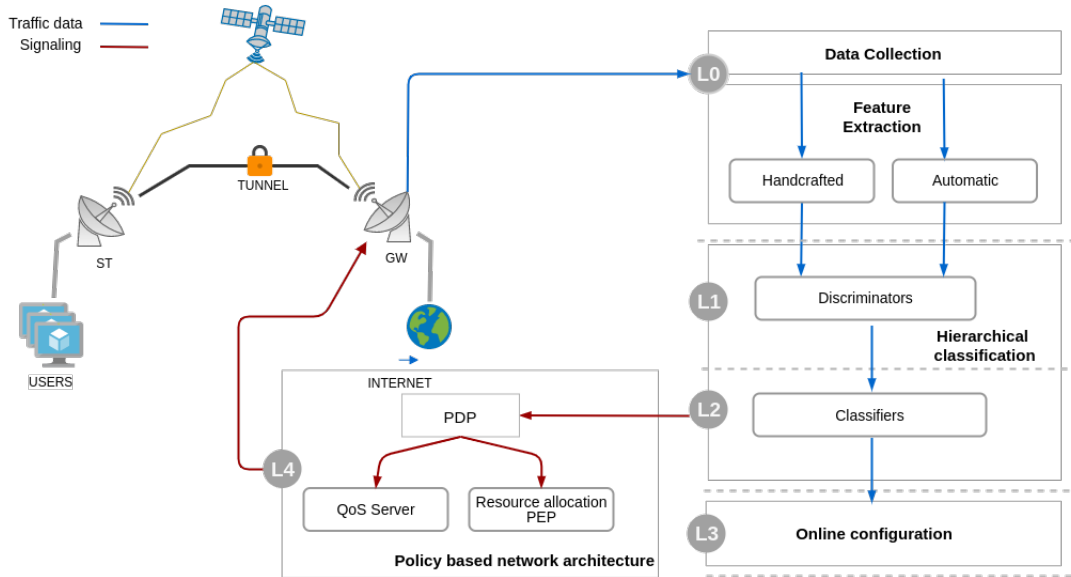 Traffic data
Signaling
TUNNEL
ST
GW
USERS
INTERNET
L0
Data Collection
Feature
Extraction
Handcrafted
Automatic
L1
Discriminators
Hierarchical
classification
L2
Classifiers
L3
Online configuration
PDP
L4
QoS Server
Resource allocation
PEP
Policy based network architecture